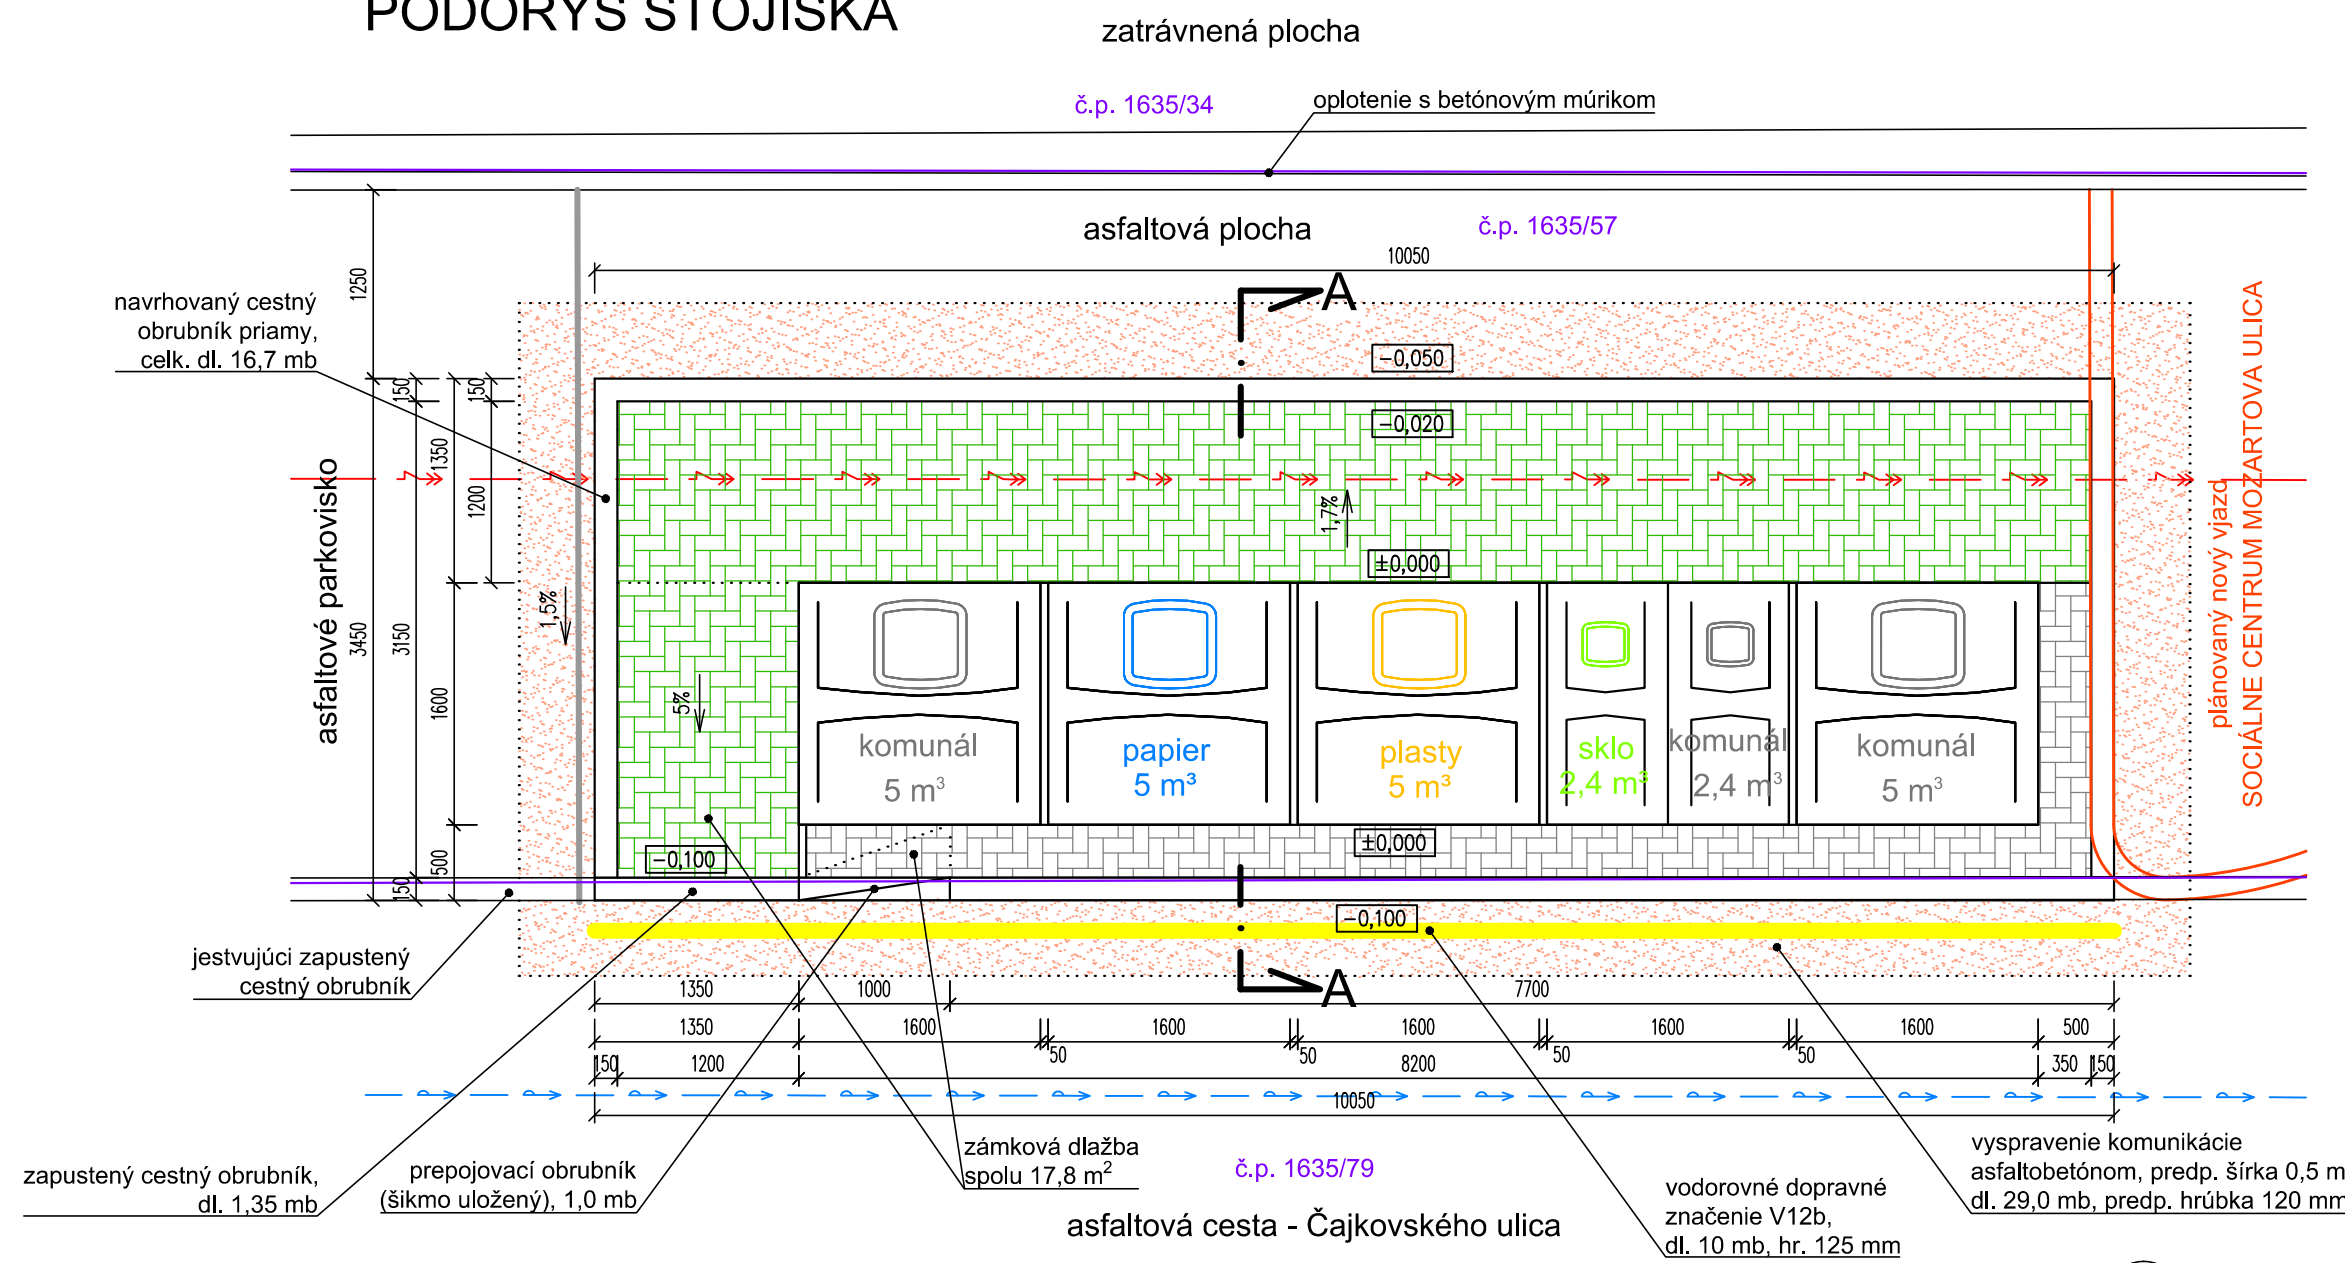 PÔDORYS STOJISKA
zatrávnená plocha
č.p. 1635/34
oplotenie s betónovým múrikom
asfaltová plocha
č.p. 1635/57
10050
A
navrhovaný cestný
obrubník priamy,
celk. dl. 16,7 mb
1250
150
150
1350
1200
3450
3150
1600
500
150
asfaltové parkovisko
-0,050
-0,020
1,7%
±0,000
1,5%
5%
komunál
5 m³
papier
5 m³
plasty
5 m³
sklo
2,4 m³
komunál
2,4 m³
komunál
5 m³
-0,100
±0,000
-0,100
plánovaný nový vjazd
SOCIÁLNE CENTRUM MOZARTOVA ULICA
jestvujúci zapustený
cestný obrubník
A
1350 1000 7700
1350 1600 1600 1600 1600 1600 500
50 50 50 50
150 1200 8200 350 150
10050
zapustený cestný obrubník,
dl. 1,35 mb
prepojovací obrubník
(šikmo uložený), 1,0 mb
zámková dlažba
spolu 17,8 m²
č.p. 1635/79
asfaltová cesta - Čajkovského ulica
vodorovné dopravné
značenie V12b,
dl. 10 mb, hr. 125 mm
vyspravenie komunikácie
asfaltobetónom, predp. šírka 0,5 m
dl. 29,0 mb, predp. hrúbka 120 mm